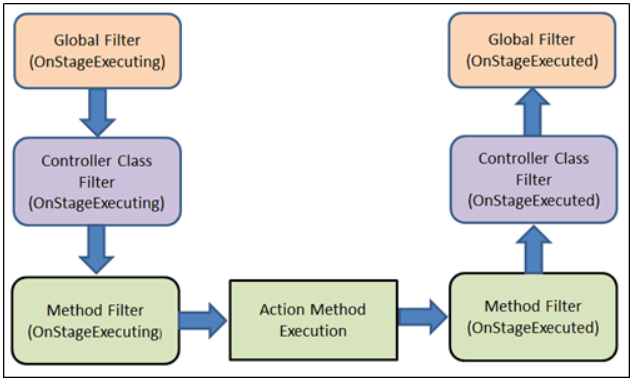 Global Filter
(OnStageExecuting)
Controller Class
Filter
(OnStageExecuting)
Method Filter
(OnStageExecuting)
Action Method
Execution
Method Filter
(OnStageExecuted)
Controller Class
Filter
(OnStageExecuted)
Global Filter
(OnStageExecuted)